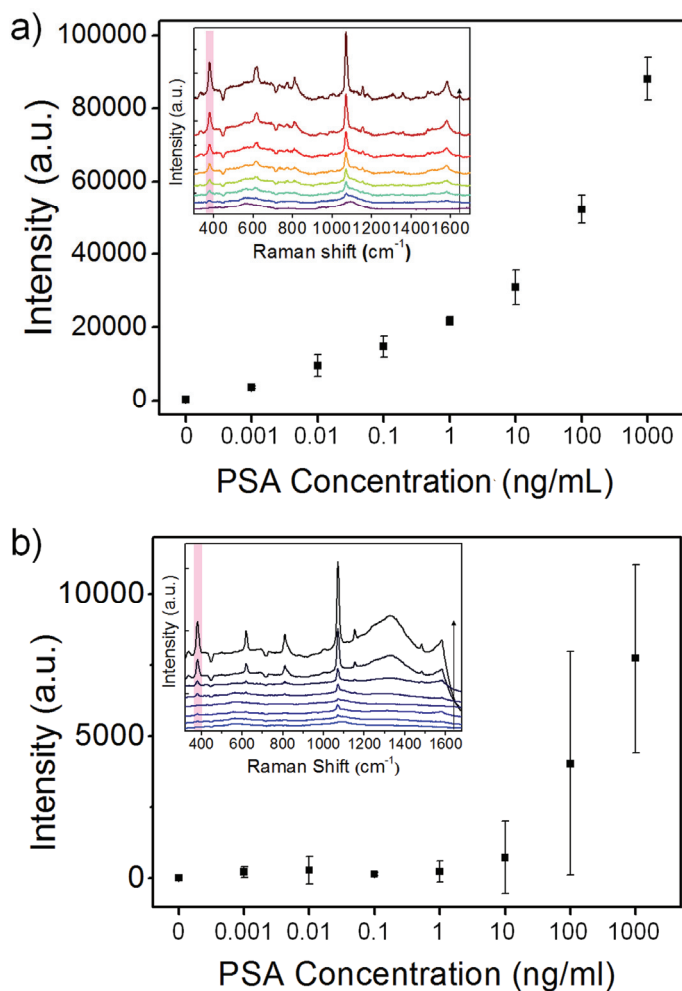 a)
100000
80000
60000
40000
20000
0
Intensity (a.u.)
Intensity (a.u.)
400 600 800 1000 1200 1400 1600
Raman shift (cm⁻¹)
0 0.001 0.01 0.1 1 10 100 1000
PSA Concentration (ng/mL)
b)
10000
5000
0
Intensity (a.u.)
Intensity (a.u.)
400 600 800 1000 1200 1400 1600
Raman Shift (cm⁻¹)
0 0.001 0.01 0.1 1 10 100 1000
PSA Concentration (ng/ml)